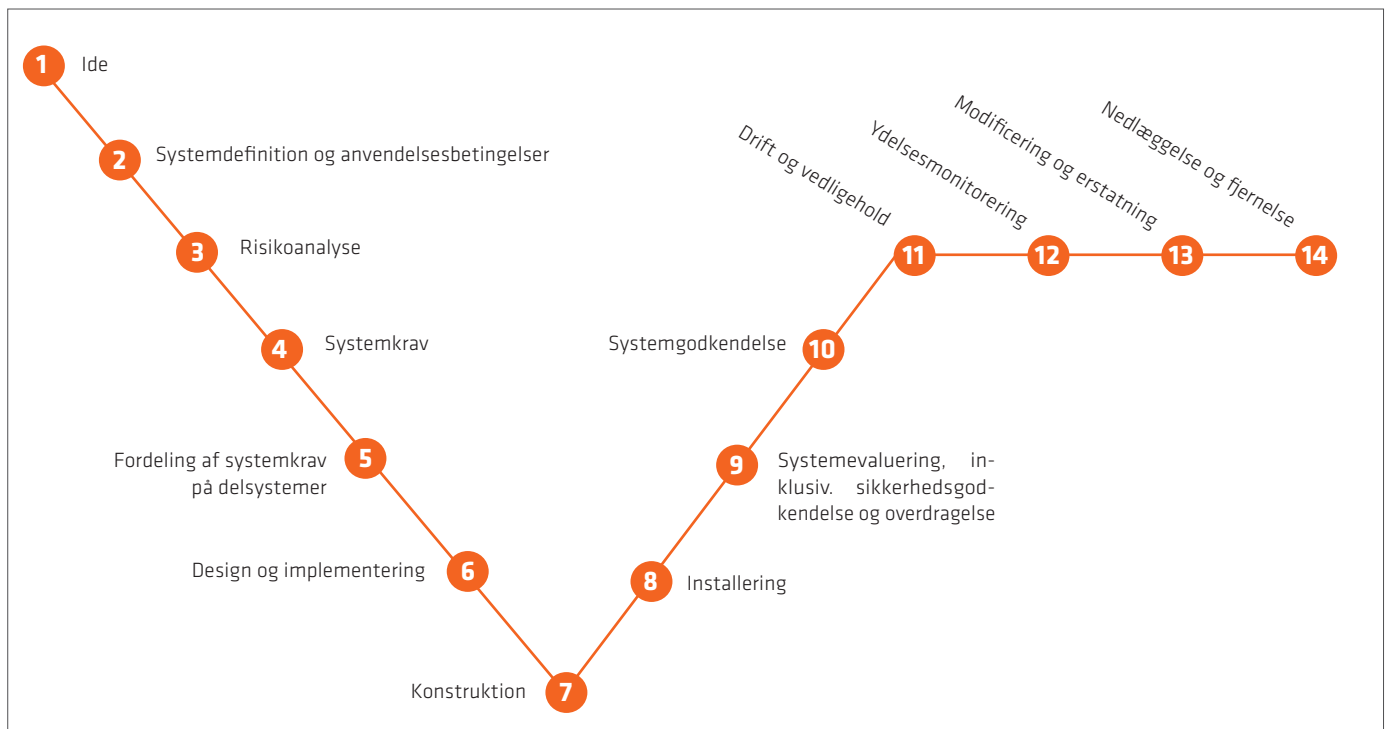 1 Ide
2 Systemdefinition og anvendelsesbetingelser
3 Risikoanalyse
4 Systemkrav
5 Fordeling af systemkrav
på delsystemer
6 Design og implementering
7 Konstruktion
8 Installering
9 Systemevaluering, in-
klusiv. sikkerhedsgod-
kendelse og overdragelse
10 Systemgodkendelse
11 Drift og vedligehold
12 Ydelsesmonitorering
13 Modificering og erstatning
14 Nedlæggelse og fjernelse